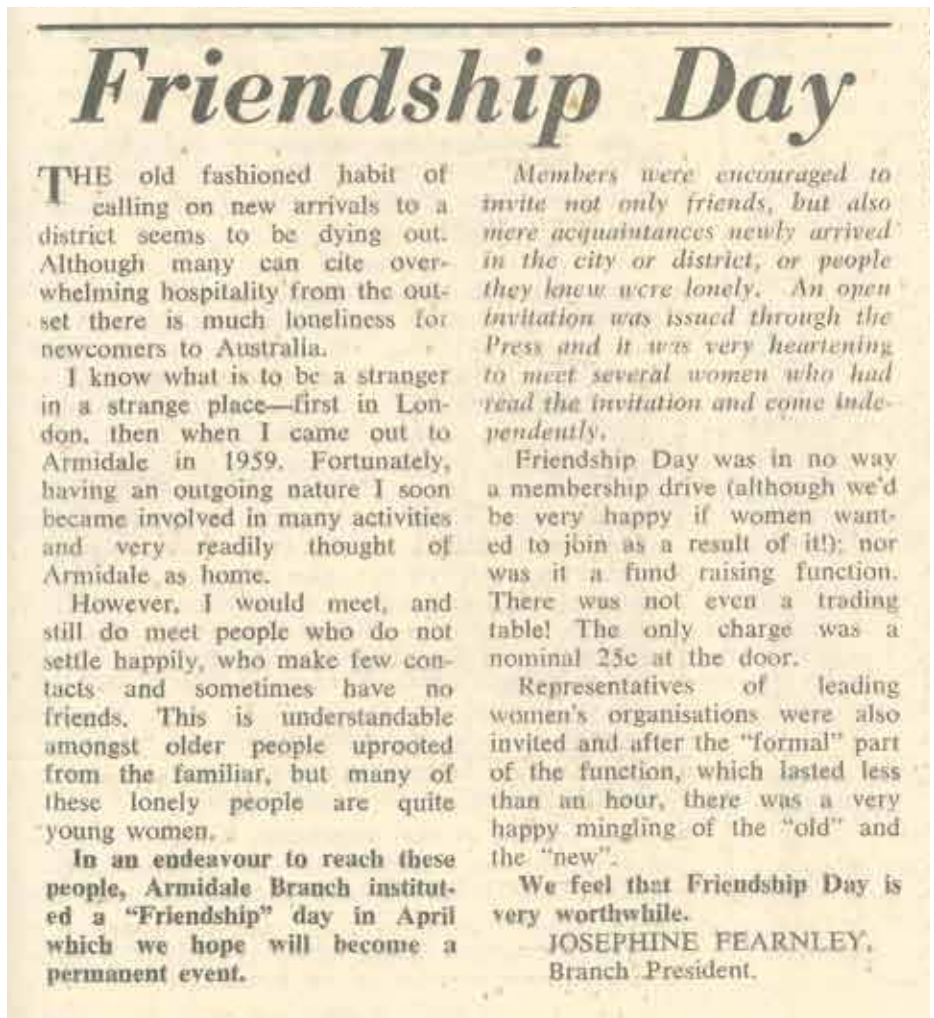 Friendship Day
THE old fashioned habit of
calling on new arrivals to a
district seems to be dying out.
Although many can cite over-
whelming hospitality from the out-
set there is much loneliness for
newcomers to Australia.
I know what is to be a stranger
in a strange place—first in Lon-
don, then when I came out to
Armidale in 1959. Fortunately,
having an outgoing nature I soon
became involved in many activities
and very readily thought of
Armidale as home.
However, I would meet, and
still do meet people who do not
settle happily, who make few con-
tacts and sometimes have no
friends. This is understandable
amongst older people uprooted
from the familiar, but many of
these lonely people are quite
young women.
In an endeavour to reach these
people, Armidale Branch institut-
ed a "Friendship" day in April
which we hope will become a
permanent event.
Members were encouraged to
invite not only friends, but also
mere acquaintances newly arrived
in the city or district, or people
they knew were lonely. An open
invitation was issued through the
Press and it was very heartening
to meet several women who had
read the invitation and come inde-
pendently.
Friendship Day was in no way
a membership drive (although we'd
be very happy if women want-
ed to join as a result of it!); nor
was it a fund raising function.
There was not even a trading
table! The only charge was a
nominal 25c at the door.
Representatives of leading
women's organisations were also
invited and after the "formal" part
of the function, which lasted less
than an hour, there was a very
happy mingling of the "old" and
the "new".
We feel that Friendship Day is
very worthwhile.
JOSEPHINE FEARNLEY,
Branch President.